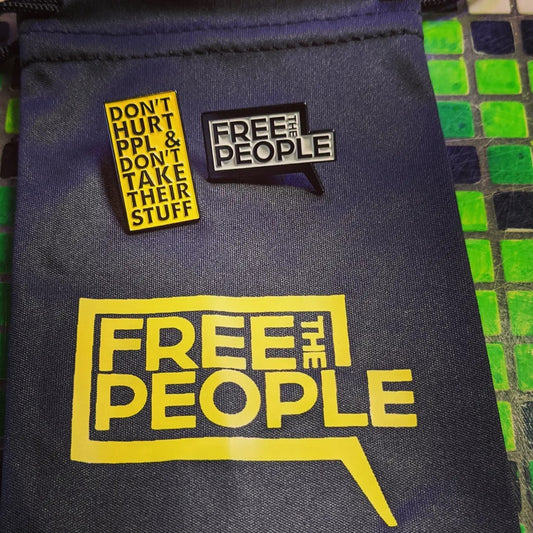 DON'T
HURT
PPL &
DON'T
TAKE
THEIR
STUFF
FREE THE
PEOPLE
FREE THE
PEOPLE